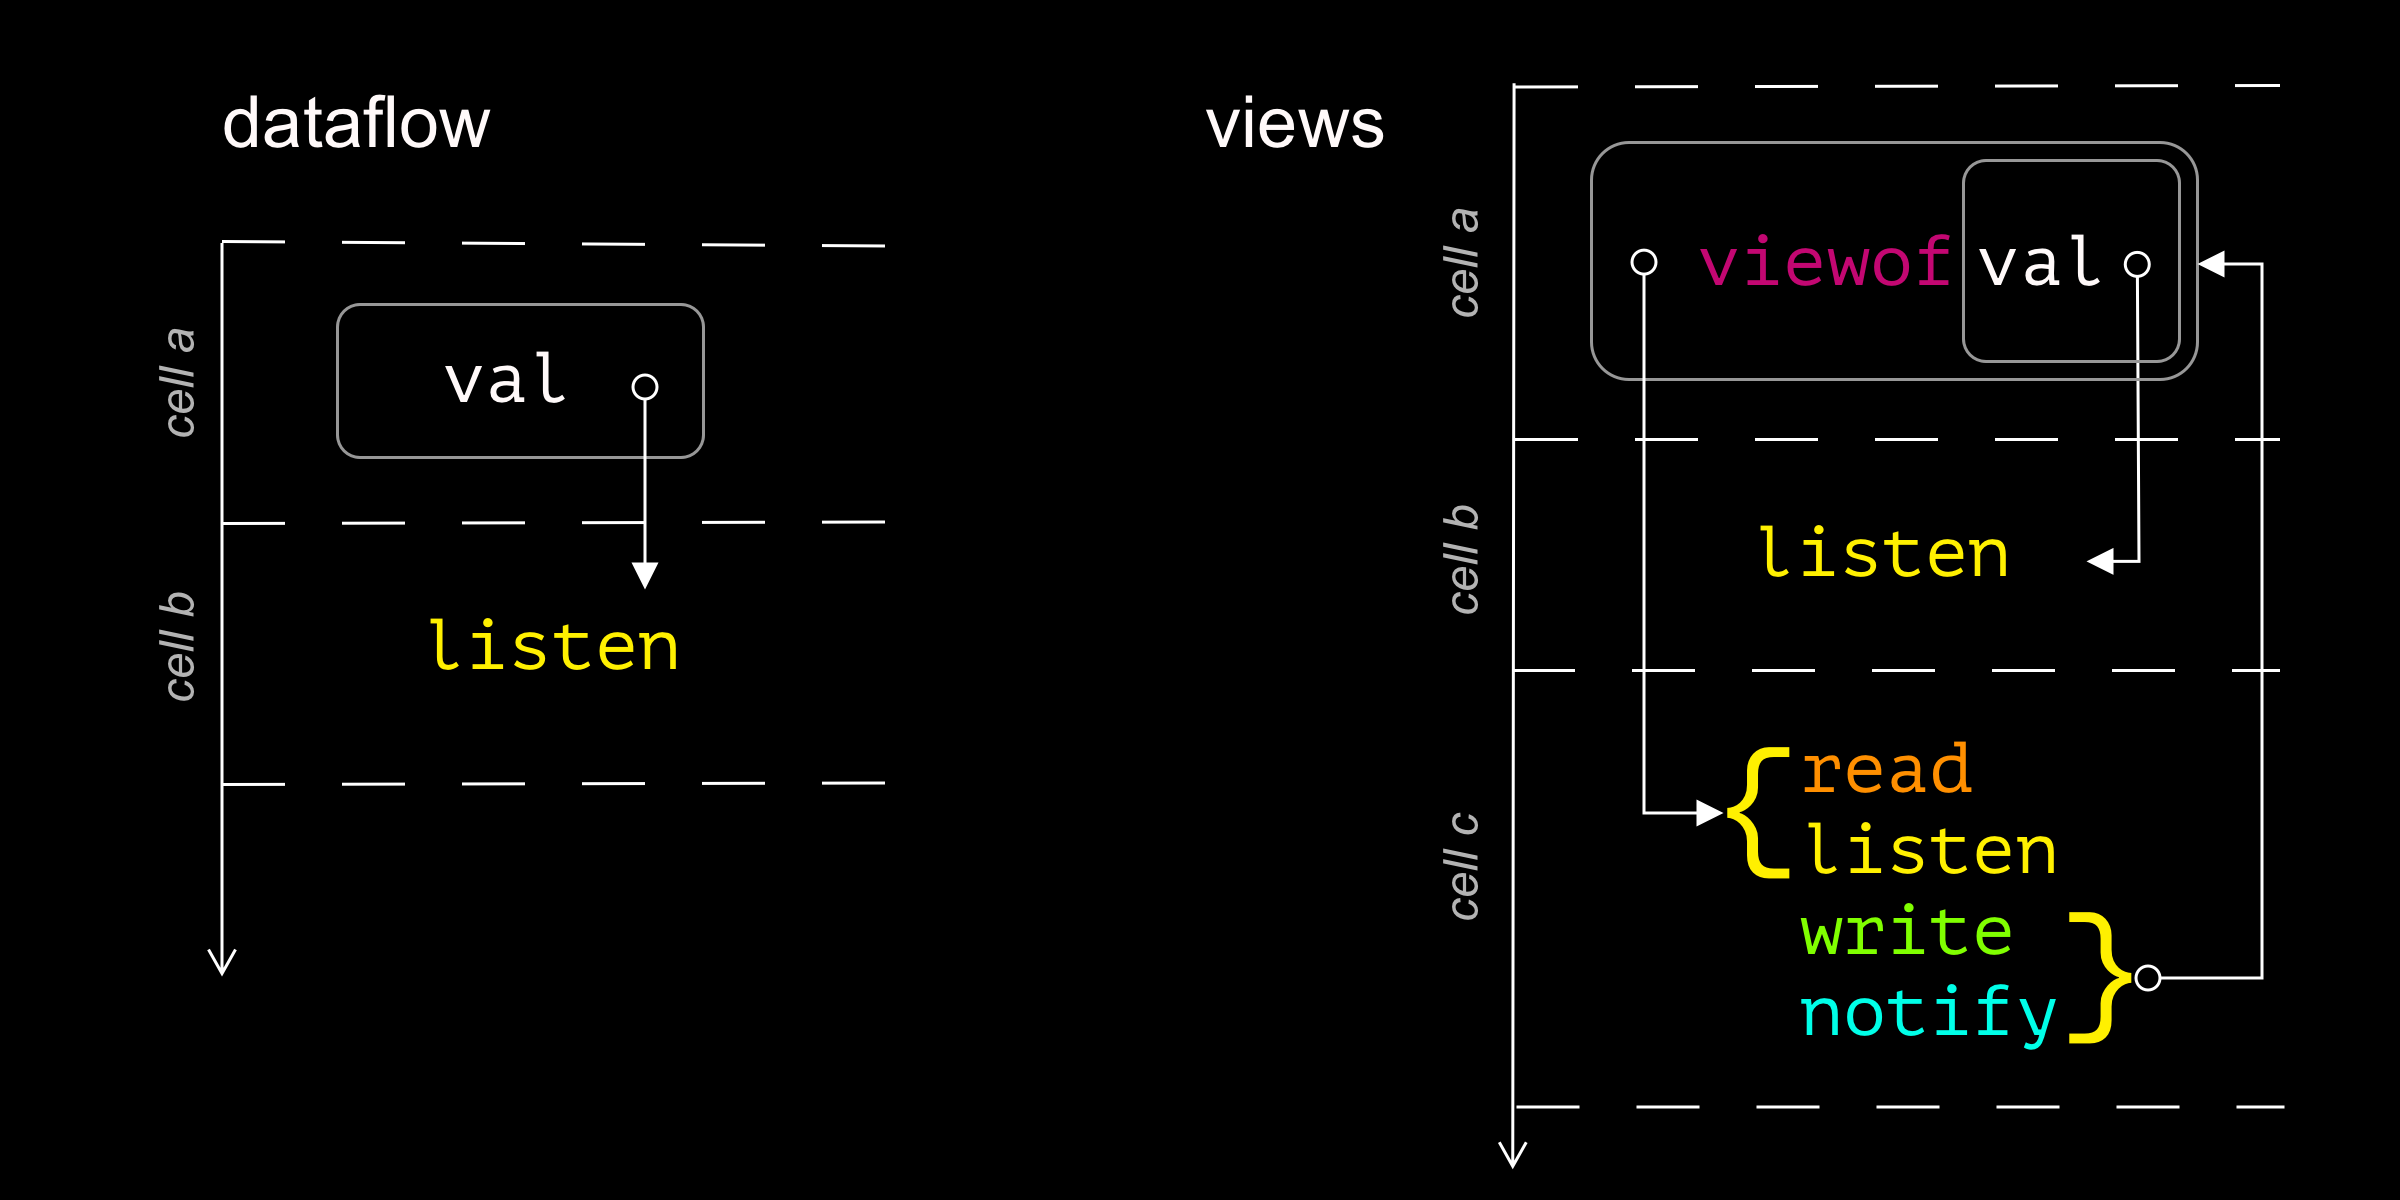 dataflow
cell a
val
cell b
listen
views
cell a
viewof val
cell b
listen
cell c
{ read
listen
write
notify }